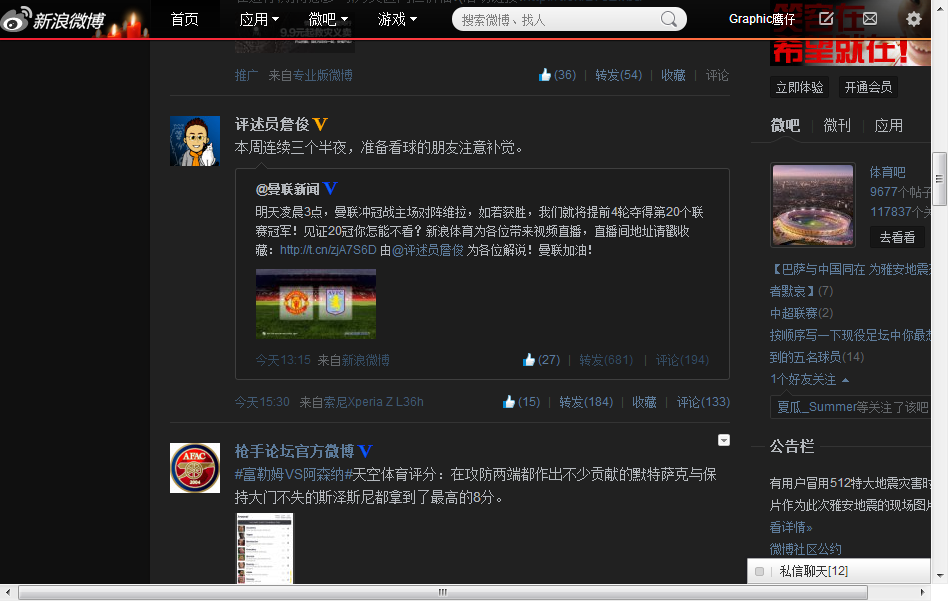 新浪微博
首页
应用
微吧
游戏
搜索微博、找人
Graphic鷹仔
推广 来自专业版微博
(36) | 转发(54) | 收藏 | 评论
评述员詹俊
本周连续三个半夜，准备看球的朋友注意补觉。
@曼联新闻
明天凌晨3点，曼联冲冠战主场对阵维拉，如若获胜，我们就将提前4轮夺得第20个联
赛冠军！见证20冠你怎能不看？新浪体育为各位带来视频直播，直播间地址请戳收
藏：http://t.cn/zjA7S6D 由@评述员詹俊 为各位解说！曼联加油！
今天13:15 来自新浪微博
(27) | 转发(681) | 评论(194)
今天15:30 来自索尼Xperia Z L36h
(15) | 转发(184) | 收藏 | 评论(133)
枪手论坛官方微博
#富勒姆VS阿森纳#天空体育评分：在攻防两端都作出不少贡献的默特萨克与保
持大门不失的斯泽斯尼都拿到了最高的8分。
AFAC
2004
希望就在!
立即体验
开通会员
微吧 | 微刊 | 应用
体育吧
9677个帖子
117837个关
去看看
【巴萨与中国同在 为雅安地震
者默哀】(7)
中超联赛(2)
按顺序写一下现役足坛中你最想
到的五名球员(14)
1个好友关注
夏瓜_Summer等关注了该吧
公告栏
有用户冒用512特大地震灾害时
片作为此次雅安地震的现场图片
看详情»
微博社区公约
私信聊天[12]